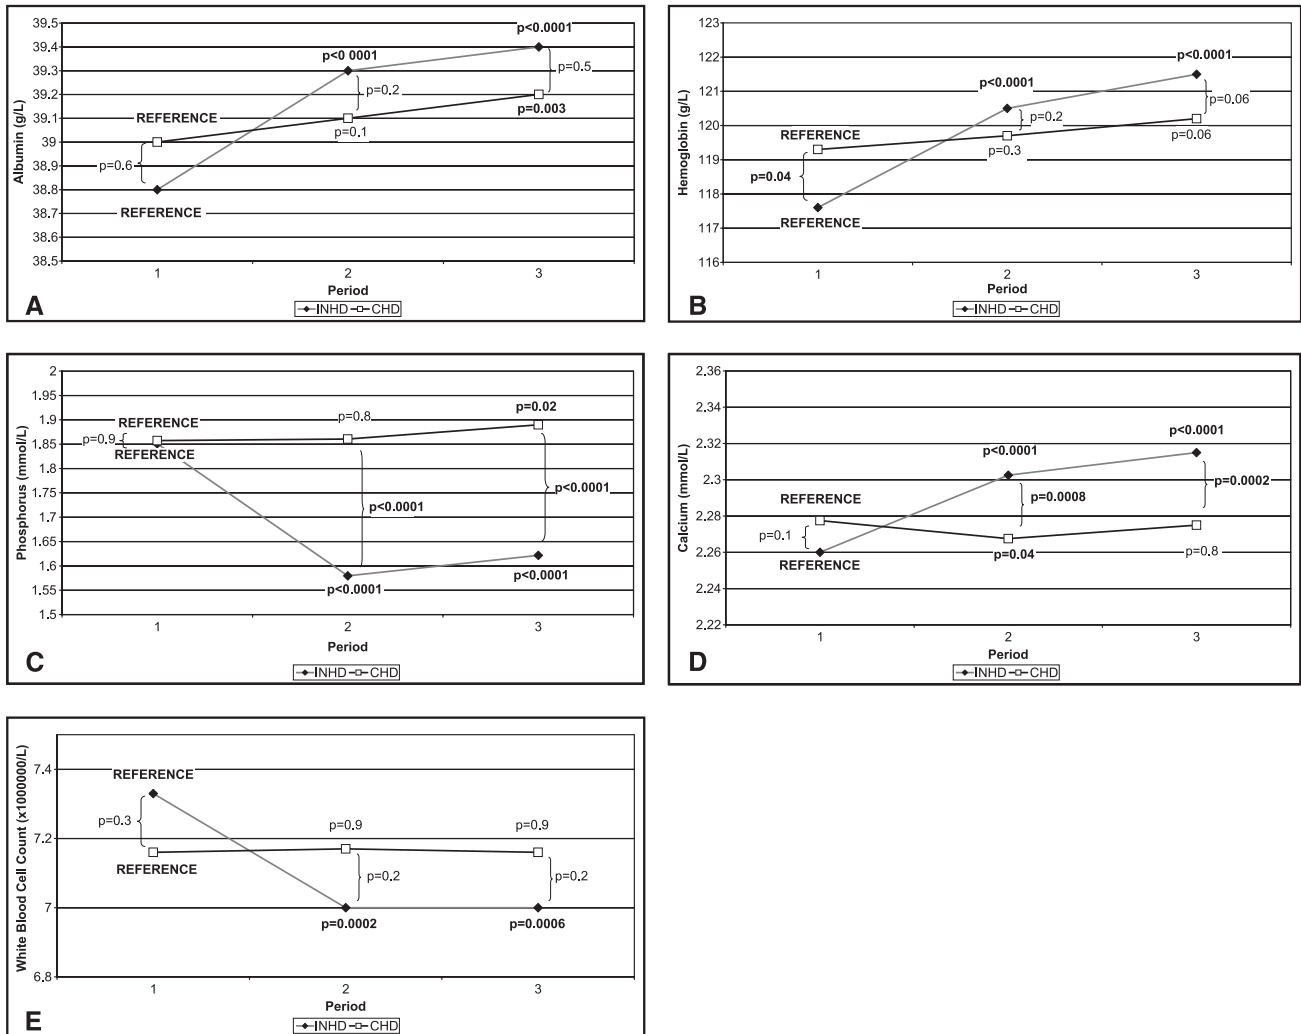 39.5
p<0.0001
39.4
p<0 0001
39.3
p=0.5
p=0.2
39.2
REFERENCE
p=0.003
39.1
p=0.1
39
p=0.6
38.9
38.8
REFERENCE
38.7
38.6
38.5
1 2 3
Albumin (g/L)
Period
INHD CHD
A
123
122
p<0.0001
p<0.0001
121
p=0.06
p=0.2
REFERENCE
120
p=0.06
p=0.3
119
p=0.04
118
REFERENCE
117
116
1 2 3
Hemoglobin (g/L)
Period
INHD CHD
B
2
1.95
p=0.02
REFERENCE
p=0.8
1.9
p=0.9
1.85
REFERENCE
1.8
1.75
p<0.0001
p<0.0001
1.7
1.65
1.6
p<0.0001
p<0.0001
1.55
1.5
1 2 3
Phosphorus (mmol/L)
Period
INHD CHD
C
2.36
2.34
p<0.0001
2.32
p<0.0001
2.3
p=0.0002
REFERENCE
p=0.0008
2.28
p=0.1
2.26
REFERENCE
p=0.04
p=0.8
2.24
2.22
1 2 3
Calcium (mmol/L)
Period
INHD CHD
D
7.4
REFERENCE
p=0.3
p=0.9
p=0.9
7.2
REFERENCE
p=0.2
p=0.2
7
p=0.0002
p=0.0006
6.8
1 2 3
White Blood Cell Count (x1000000/L)
Period
INHD CHD
E